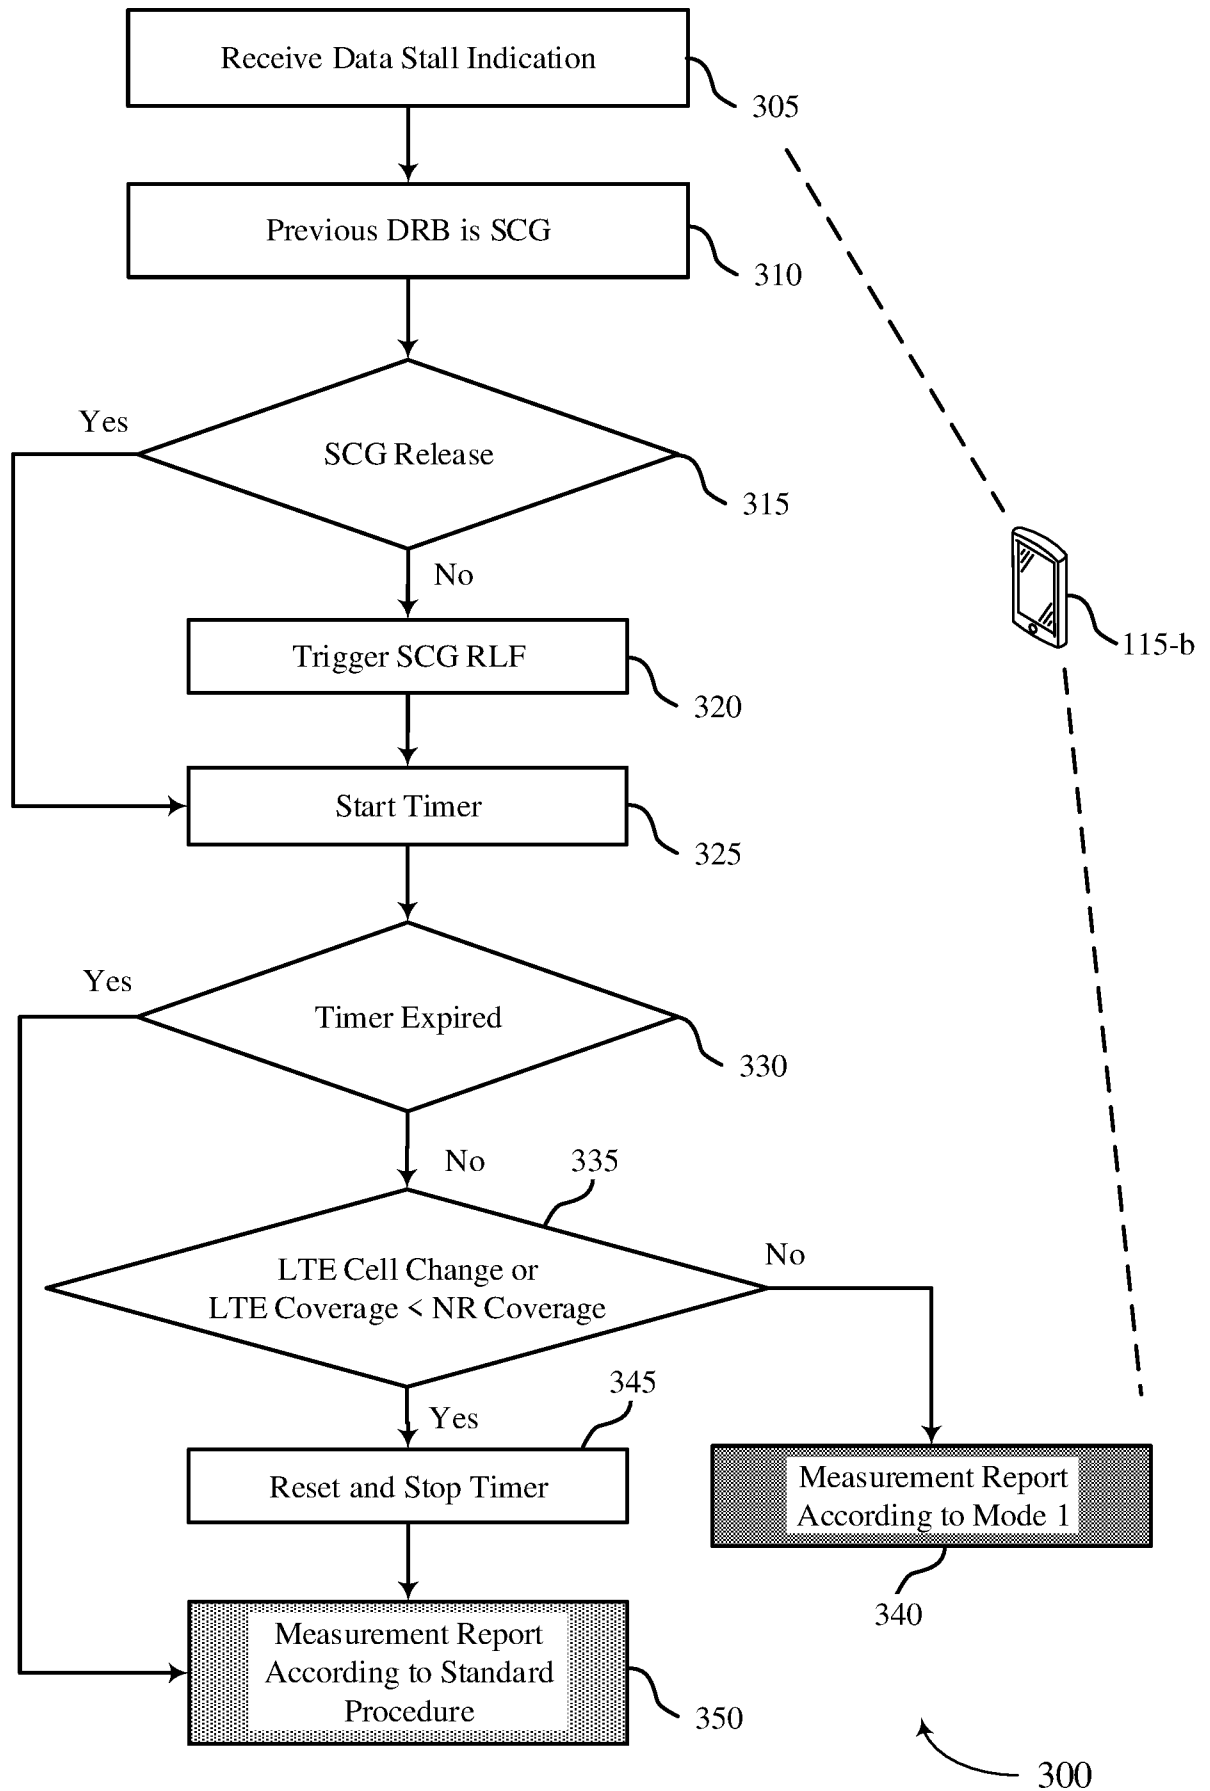 Receive Data Stall Indication
305
Previous DRB is SCG
310
Yes
SCG Release
315
No
Trigger SCG RLF
115-b
320
Start Timer
325
Yes
Timer Expired
330
No
335
No
LTE Cell Change or
LTE Coverage < NR Coverage
345
Yes
Reset and Stop Timer
Measurement Report
According to Mode 1
340
Measurement Report
According to Standard
Procedure
350
300